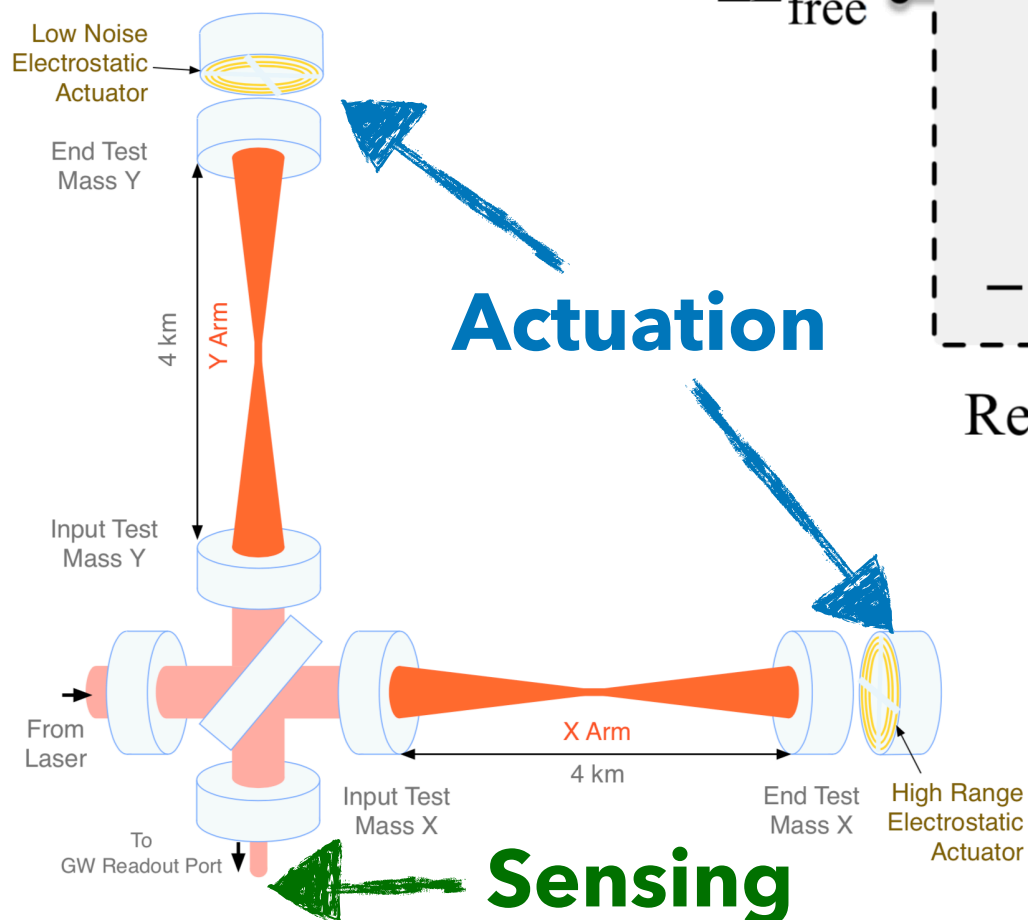 free
Low Noise
Electrostatic
Actuator
End Test
Mass Y
4 km
Y Arm
Actuation
Re
Input Test
Mass Y
From
Laser
X Arm
4 km
Input Test
Mass X
End Test
Mass X
High Range
Electrostatic
Actuator
To
GW Readout Port
Sensing